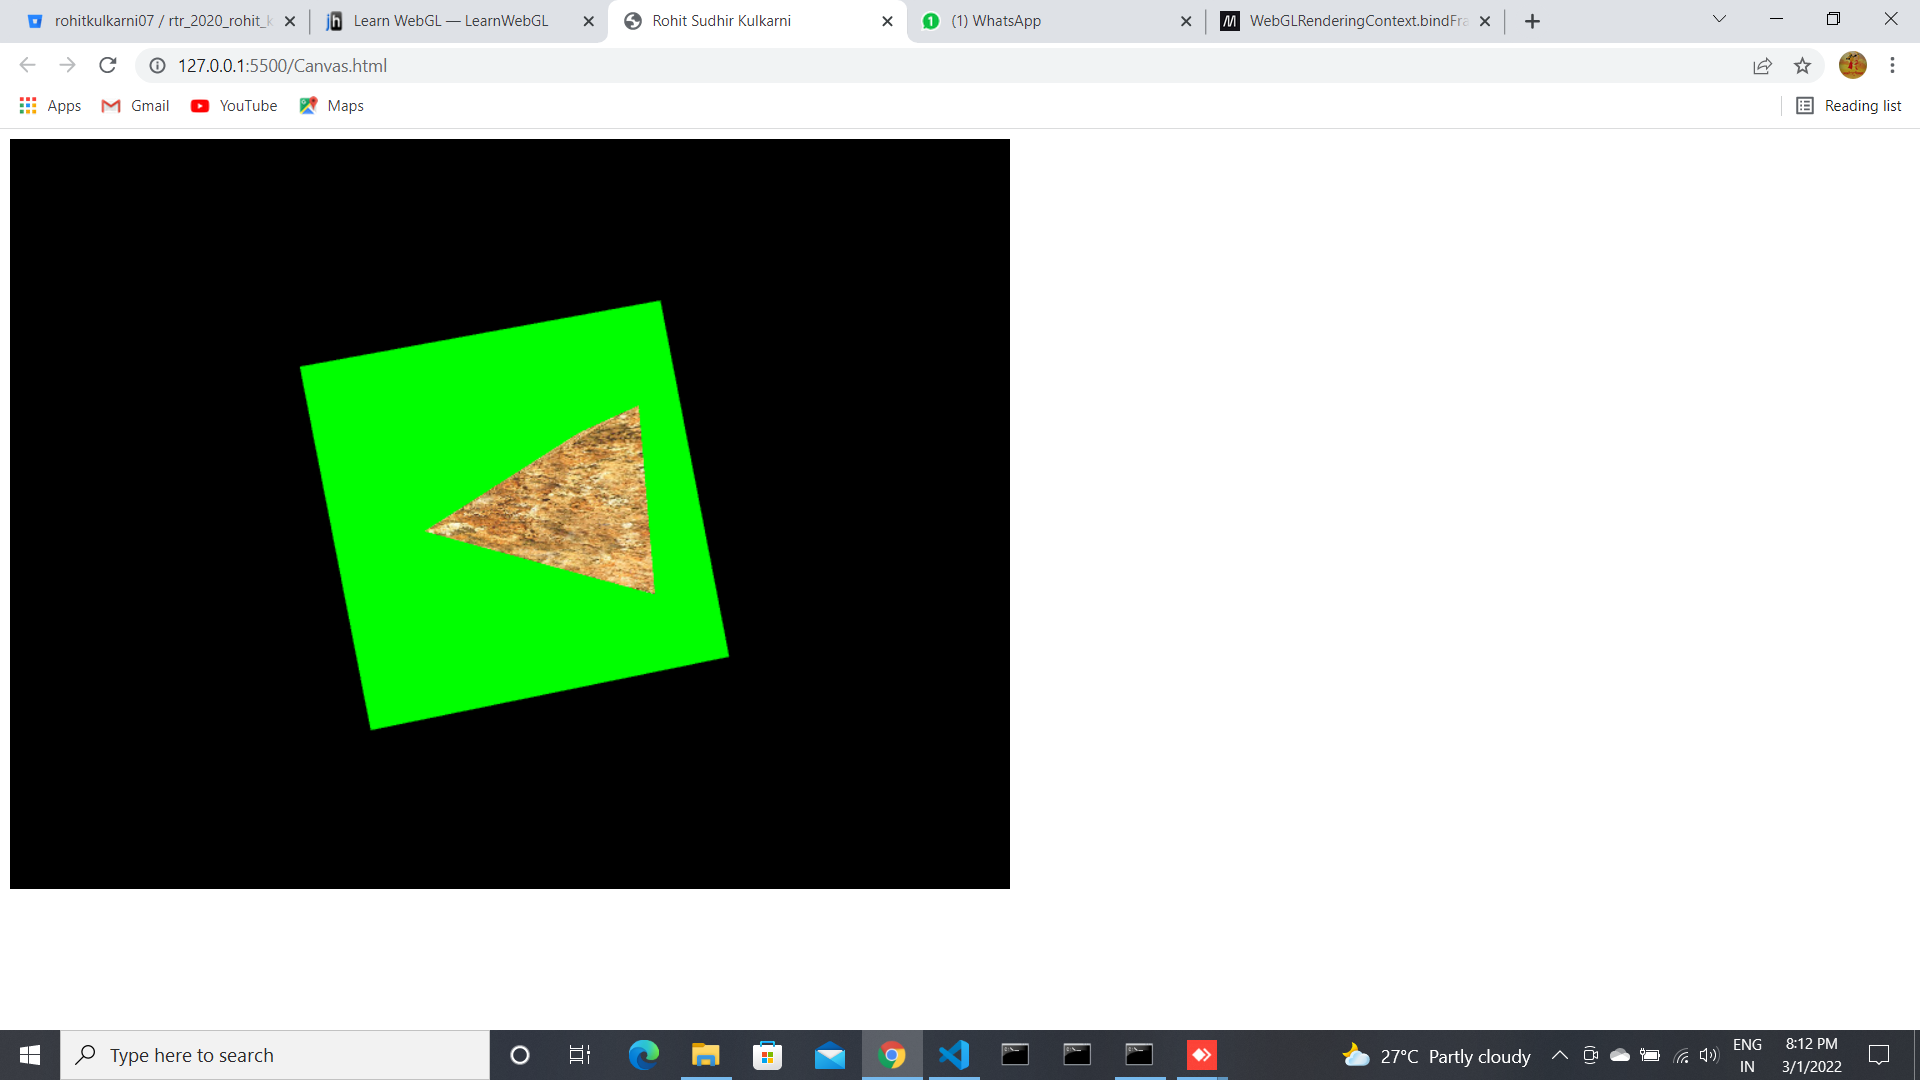 rohitkulkarni07 / rtr_2020_rohit_k
Learn WebGL — LearnWebGL
Rohit Sudhir Kulkarni
(1) WhatsApp
WebGLRenderingContext.bindFra
127.0.0.1:5500/Canvas.html
Apps
Gmail
YouTube
Maps
Reading list
Type here to search
27°C Partly cloudy
ENG
IN
8:12 PM
3/1/2022